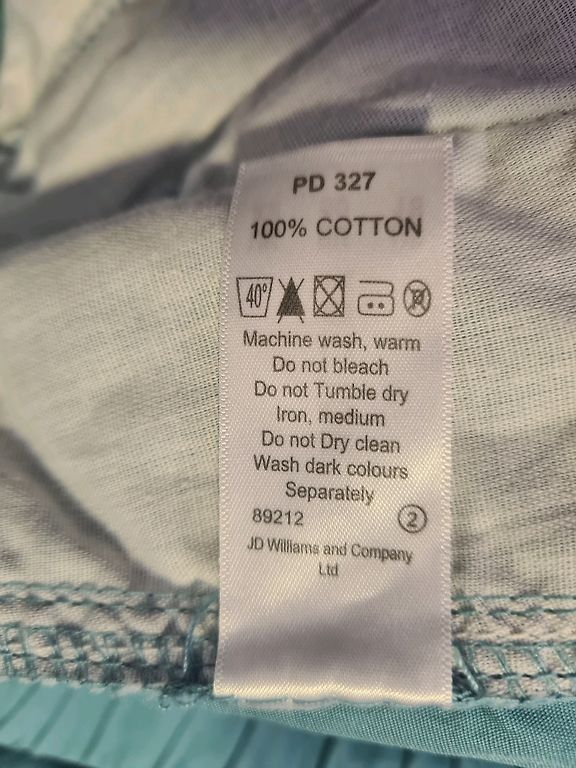 PD 327
100% COTTON
40°
Machine wash, warm
Do not bleach
Do not Tumble dry
Iron, medium
Do not Dry clean
Wash dark colours
Separately
89212 2
JD Williams and Company
Ltd